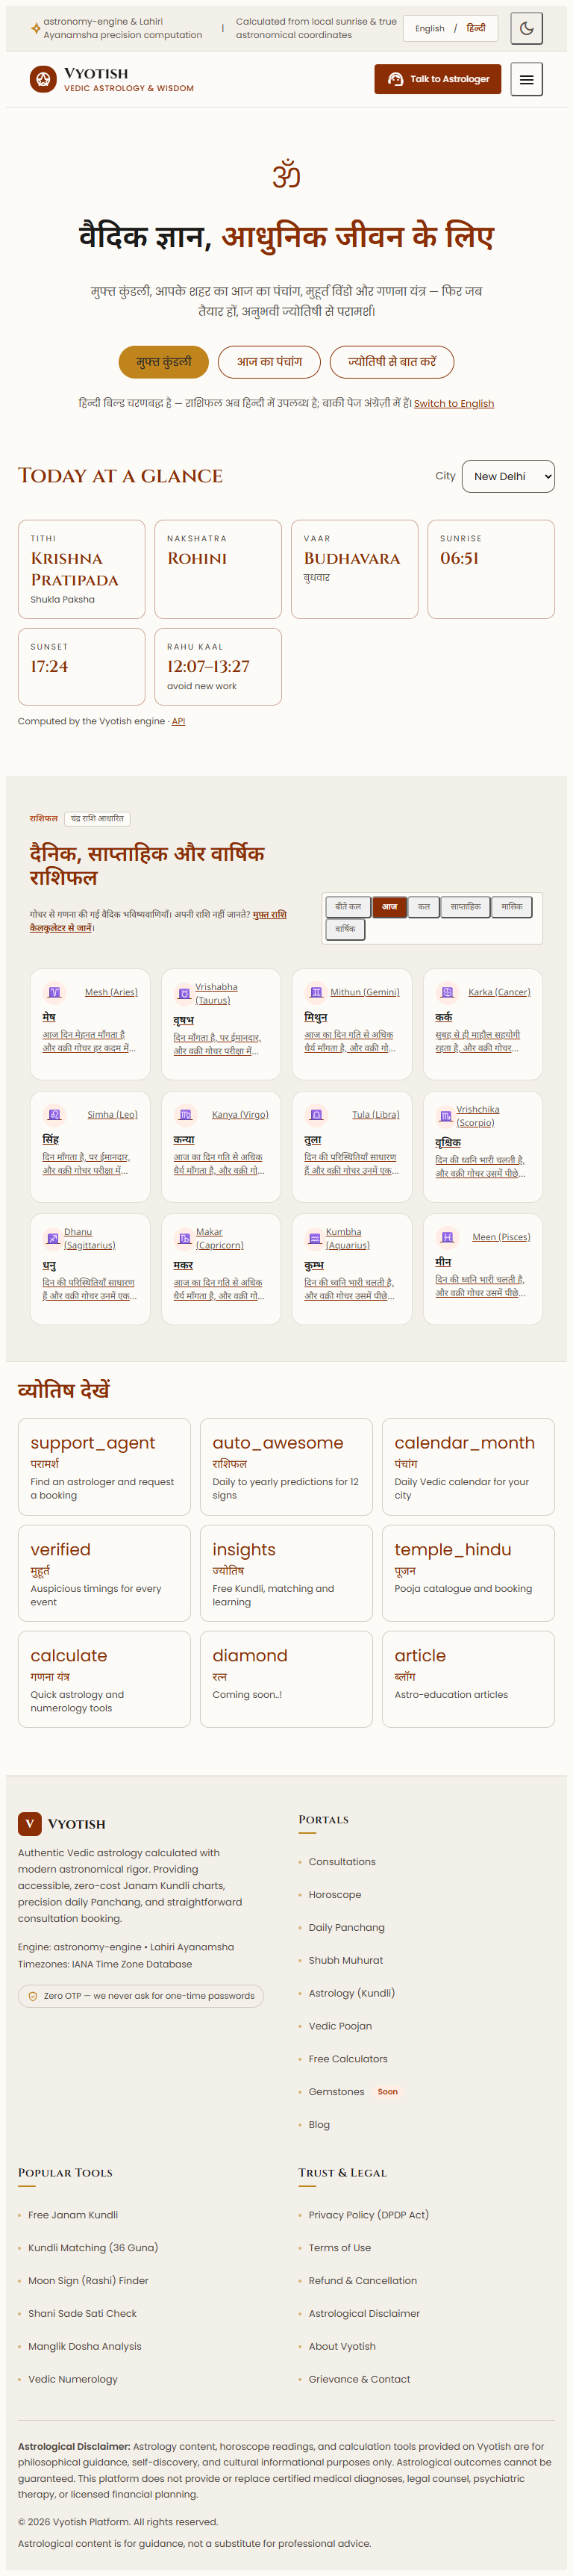 astronomy-engine & Lahiri
Ayanamsha precision computation
|
Calculated from local sunrise & true
astronomical coordinates
English / हिन्दी
Vyotish
VEDIC ASTROLOGY & WISDOM
Talk to Astrologer
ॐ
वैदिक ज्ञान, आधुनिक जीवन के लिए
मुफ्त कुंडली, आपके शहर का आज का पंचांग, मुहूर्त विंडो और गणना यंत्र — फिर जब
तैयार हों, अनुभवी ज्योतिषी से परामर्श।
मुफ्त कुंडली
आज का पंचांग
ज्योतिषी से बात करें
हिन्दी बिल्ड चरणबद्ध है — राशिफल अब हिन्दी में उपलब्ध है; बाकी पेज अंग्रेज़ी में हैं। Switch to English
Today at a glance
City New Delhi
TITHI
Krishna
Pratipada
Shukla Paksha
NAKSHATRA
Rohini
VAAR
Budhavara
बुधवार
SUNRISE
06:51
SUNSET
17:24
RAHU KAAL
12:07–13:27
avoid new work
Computed by the Vyotish engine · API
राशिफल
चंद्र राशि आधारित
दैनिक, साप्ताहिक और वार्षिक
राशिफल
गोचर से गणना की गई वैदिक भविष्यवाणियाँ। अपनी राशि नहीं जानते? मुफ़्त राशि
कैलकुलेटर से जानें।
बीते कल
आज
कल
साप्ताहिक
मासिक
वार्षिक
♈ Mesh (Aries)
मेष
आज दिन मेहनत माँगता है
और वक्री गोचर हर कदम में...
♉ Vrishabha
(Taurus)
वृषभ
दिन माँगता है, पर ईमानदार,
और वक्री गोचर परीक्षा में...
♊ Mithun (Gemini)
मिथुन
आज का दिन गति से अधिक
धैर्य माँगता है, और वक्री गो...
♋ Karka (Cancer)
कर्क
सुबह से ही माहौल सहयोगी
रहता है, और वक्री गोचर...
♌ Simha (Leo)
सिंह
दिन माँगता है, पर ईमानदार,
और वक्री गोचर परीक्षा में...
♍ Kanya (Virgo)
कन्या
आज का दिन गति से अधिक
धैर्य माँगता है, और वक्री गो...
♎ Tula (Libra)
तुला
दिन की परिस्थितियाँ साधारण
हैं और वक्री गोचर उनमें एक...
♏ Vrishchika
(Scorpio)
वृश्चिक
दिन की ध्वनि भारी चलती है,
और वक्री गोचर उसमें पीछे...
♐ Dhanu
(Sagittarius)
धनु
दिन की परिस्थितियाँ साधारण
हैं और वक्री गोचर उनमें एक...
♑ Makar
(Capricorn)
मकर
आज का दिन गति से अधिक
धैर्य माँगता है, और वक्री गो...
♒ Kumbha
(Aquarius)
कुम्भ
दिन की ध्वनि भारी चलती है,
और वक्री गोचर उसमें पीछे...
♓ Meen (Pisces)
मीन
दिन की ध्वनि भारी चलती है,
और वक्री गोचर उसमें पीछे...
व्योतिष देखें
support_agent
परामर्श
Find an astrologer and request
a booking
auto_awesome
राशिफल
Daily to yearly predictions for 12
signs
calendar_month
पंचांग
Daily Vedic calendar for your
city
verified
मुहूर्त
Auspicious timings for every
event
insights
ज्योतिष
Free Kundli, matching and
learning
temple_hindu
पूजन
Pooja catalogue and booking
calculate
गणना यंत्र
Quick astrology and
numerology tools
diamond
रत्न
Coming soon..!
article
ब्लॉग
Astro-education articles
V Vyotish
Authentic Vedic astrology calculated with
modern astronomical rigor. Providing
accessible, zero-cost Janam Kundli charts,
precision daily Panchang, and straightforward
consultation booking.
Engine: astronomy-engine • Lahiri Ayanamsha
Timezones: IANA Time Zone Database
Zero OTP — we never ask for one-time passwords
Portals
Consultations
Horoscope
Daily Panchang
Shubh Muhurat
Astrology (Kundli)
Vedic Poojan
Free Calculators
Gemstones Soon
Blog
Popular Tools
Free Janam Kundli
Kundli Matching (36 Guna)
Moon Sign (Rashi) Finder
Shani Sade Sati Check
Manglik Dosha Analysis
Vedic Numerology
Trust & Legal
Privacy Policy (DPDP Act)
Terms of Use
Refund & Cancellation
Astrological Disclaimer
About Vyotish
Grievance & Contact
Astrological Disclaimer: Astrology content, horoscope readings, and calculation tools provided on Vyotish are for
philosophical guidance, self-discovery, and cultural informational purposes only. Astrological outcomes cannot be
guaranteed. This platform does not provide or replace certified medical diagnoses, legal counsel, psychiatric
therapy, or licensed financial planning.
© 2026 Vyotish Platform. All rights reserved.
Astrological content is for guidance, not a substitute for professional advice.